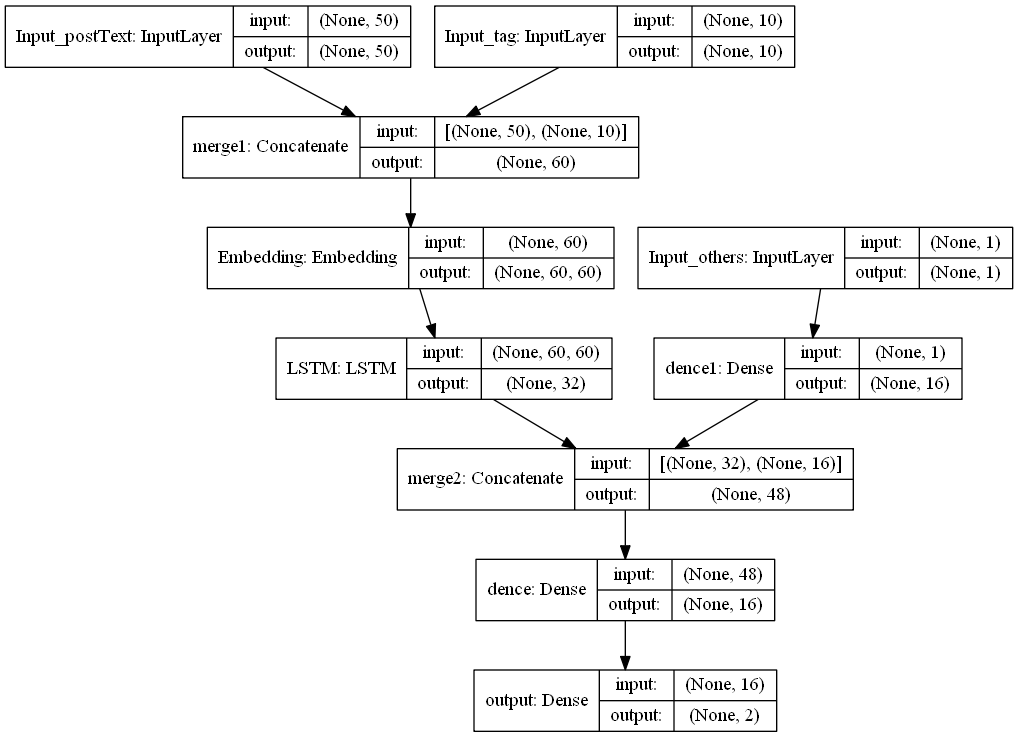 Input_postText: InputLayer
input: (None, 50)
output: (None, 50)
Input_tag: InputLayer
input: (None, 10)
output: (None, 10)
merge1: Concatenate
input: [(None, 50), (None, 10)]
output: (None, 60)
Embedding: Embedding
input: (None, 60)
output: (None, 60, 60)
Input_others: InputLayer
input: (None, 1)
output: (None, 1)
LSTM: LSTM
input: (None, 60, 60)
output: (None, 32)
dence1: Dense
input: (None, 1)
output: (None, 16)
merge2: Concatenate
input: [(None, 32), (None, 16)]
output: (None, 48)
dence: Dense
input: (None, 48)
output: (None, 16)
output: Dense
input: (None, 16)
output: (None, 2)